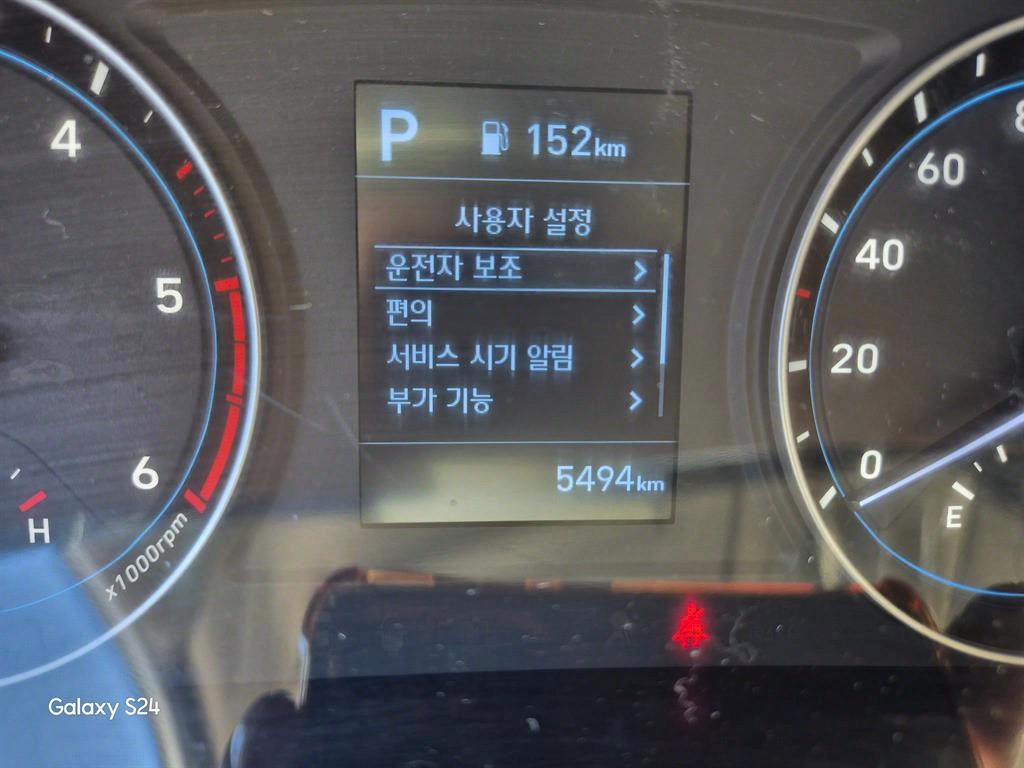 P 152km
사용자 설정
운전자 보조
편의
서비스 시기 알림
부가 기능
5494km
4
5
6
H
x1000rpm
8
60
40
20
0
E
Galaxy S24